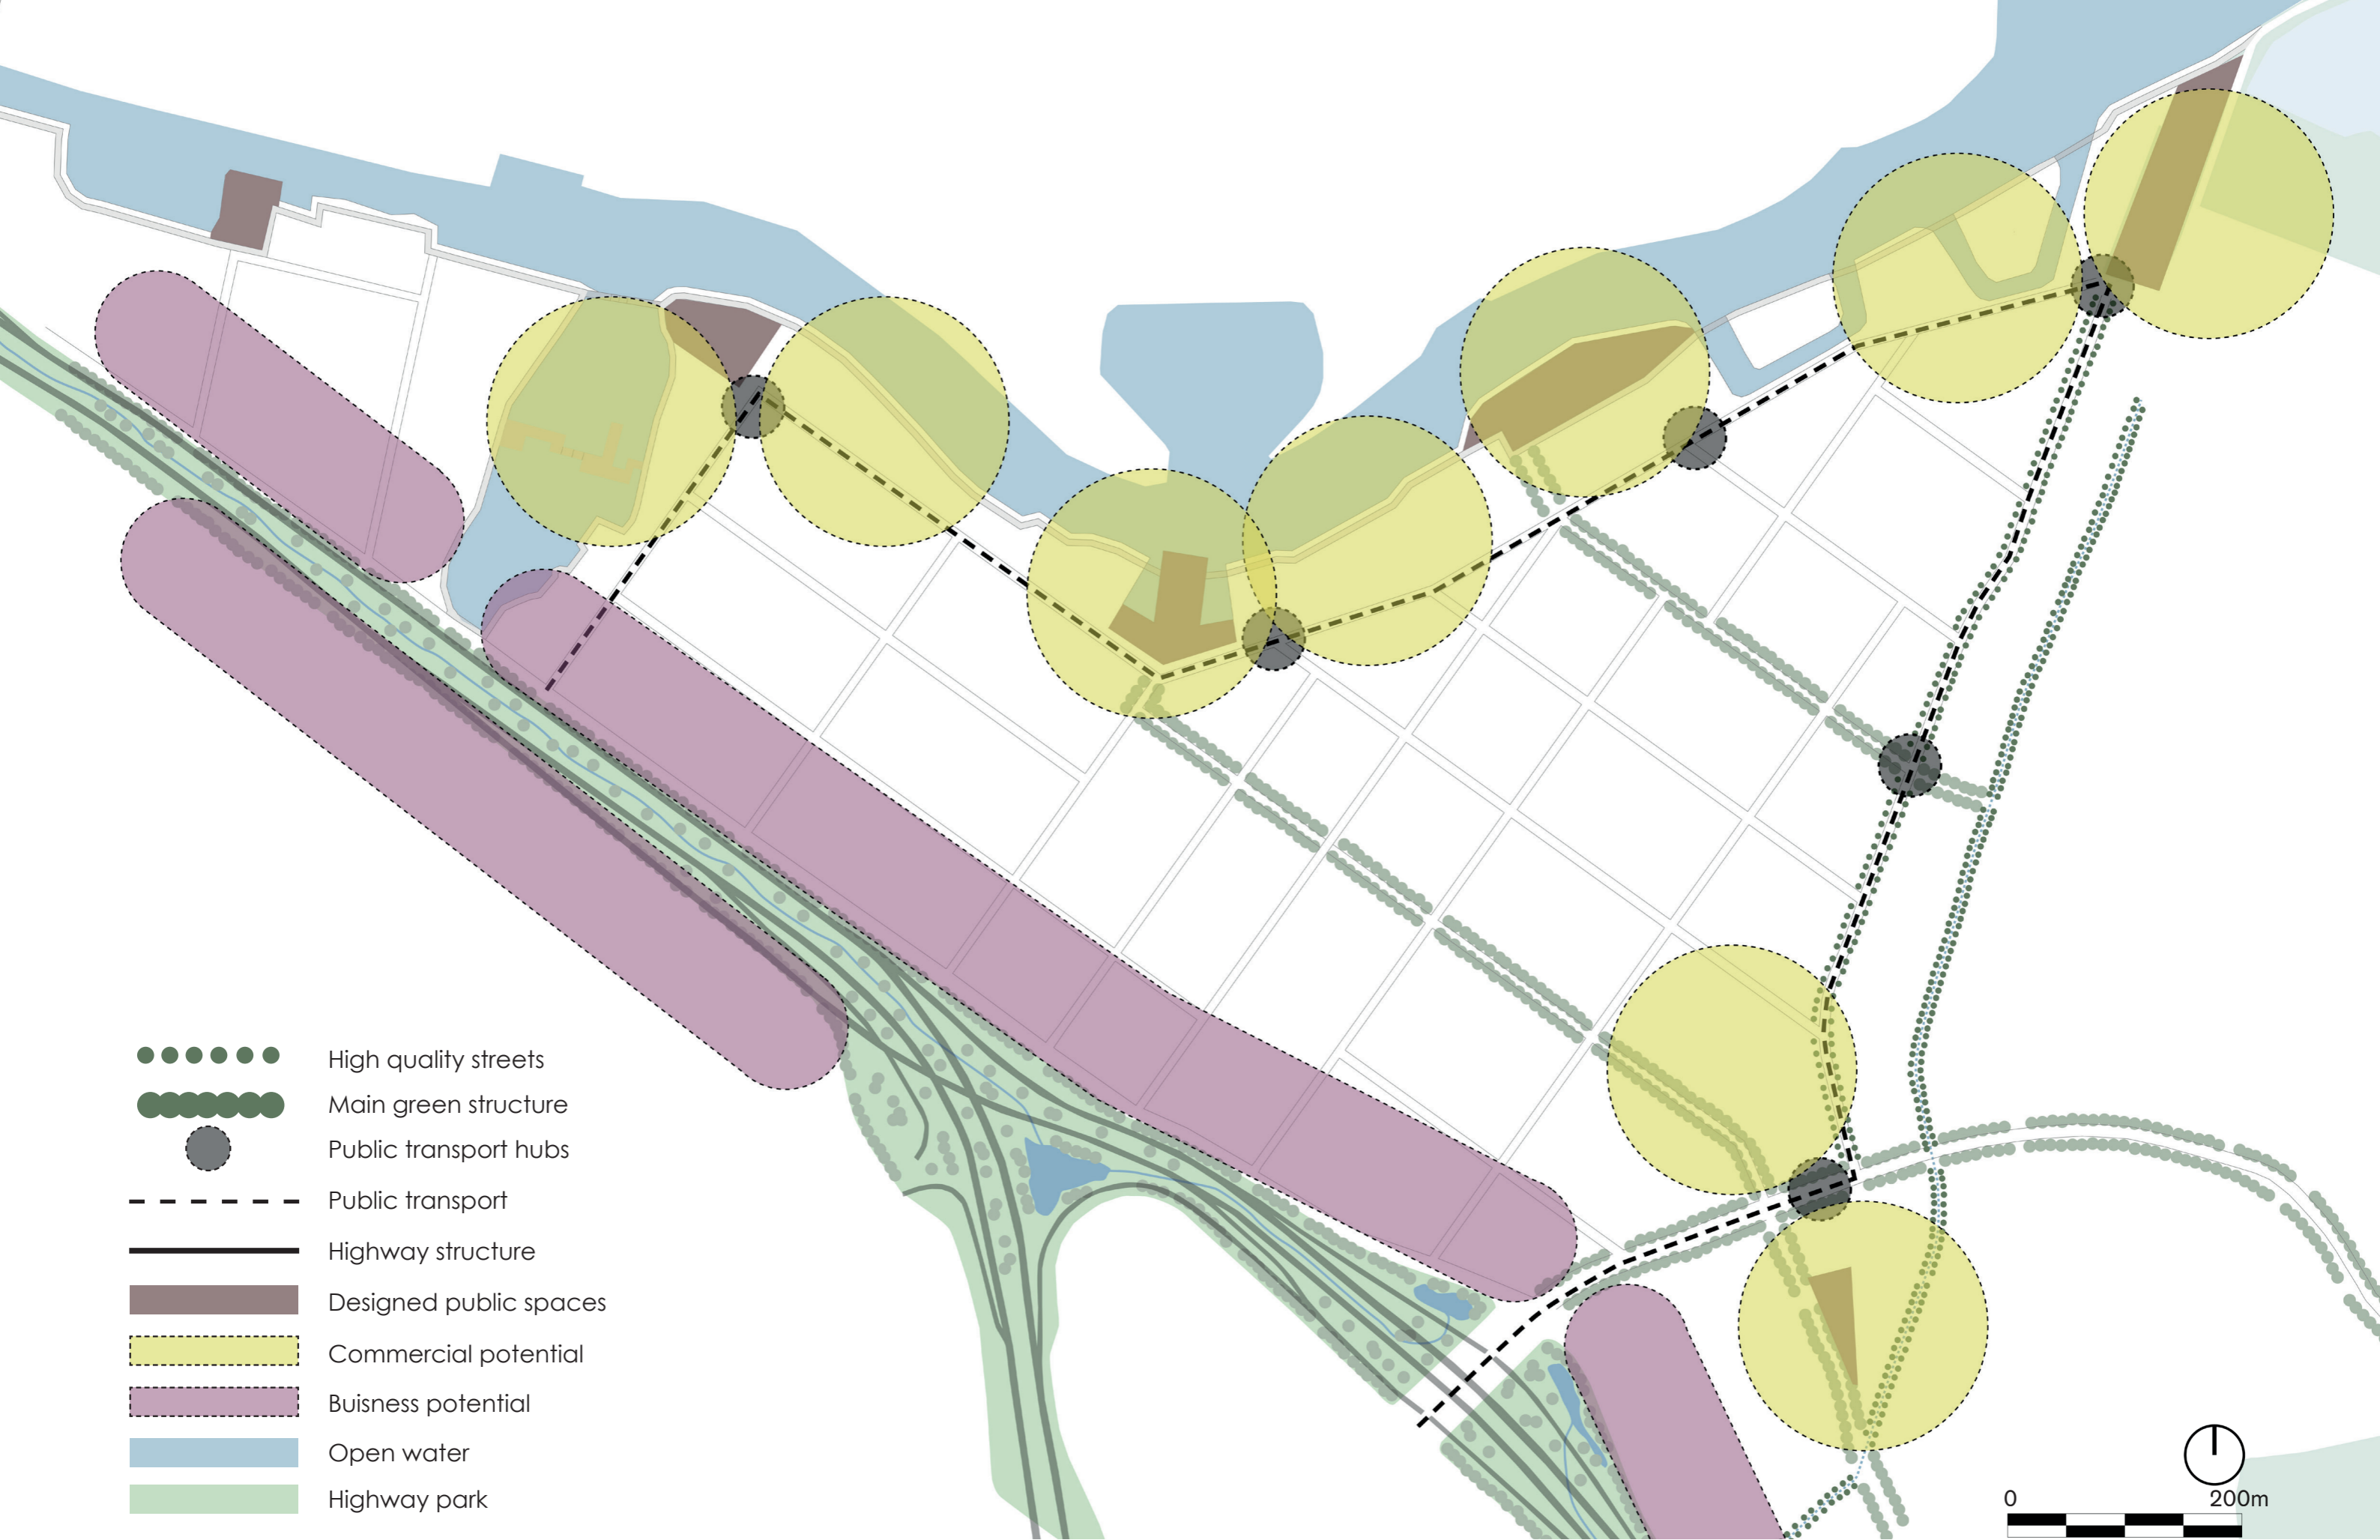 High quality streets
Main green structure
Public transport hubs
Public transport
Highway structure
Designed public spaces
Commercial potential
Buisness potential
Open water
Highway park
0 200m